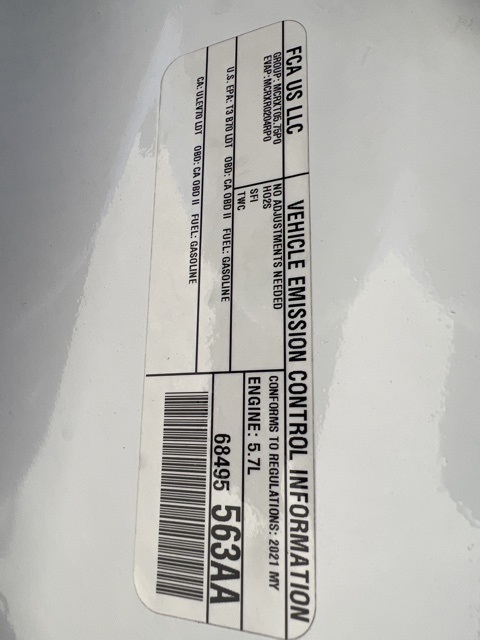 FCA US LLC
GROUP: MCRXT05.75P0
EVAP: MCRXR0204RP0
VEHICLE EMISSION CONTROL INFORMATION
NO ADJUSTMENTS NEEDED
HO2S
SFI
TWC
CONFORMS TO REGULATIONS: 2021 MY
U.S. EPA: T3 B70 LDT OBD: CA OBD II FUEL: GASOLINE
CA: ULEV70 LDT OBD: CA OBD II FUEL: GASOLINE
ENGINE: 5.7L
68495 563AA